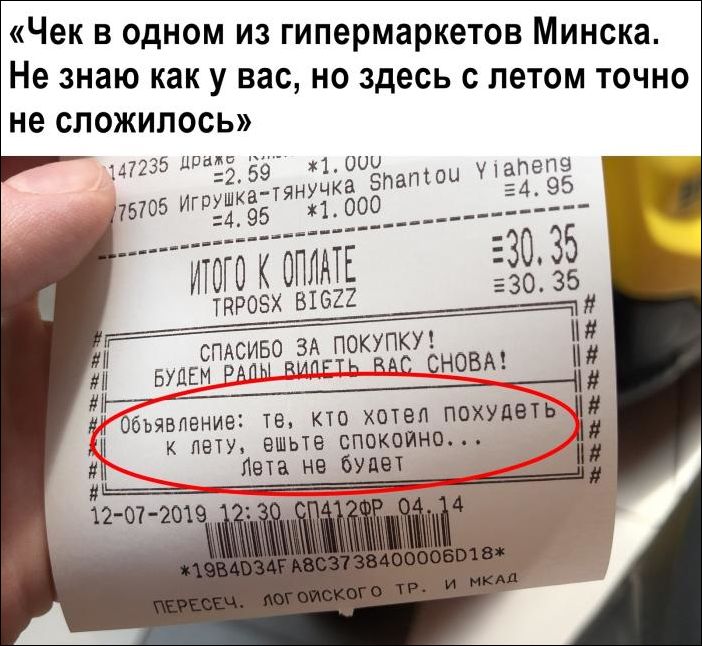 «Чек в одном из гипермаркетов Минска.
Не знаю как у вас, но здесь с летом точно
не сложилось»
147235 Драже
=2.59 *1.000
75705 Игрушка-тянучка Shantou Yiaheng
=4.95 *1.000 ≡4.95
ИТОГО К ОПЛАТЕ ≡30.35
TRPOSX BIGZZ ≡30.35
СПАСИБО ЗА ПОКУПКУ!
БУДЕМ РАДЫ ВИДЕТЬ ВАС СНОВА!
Объявление: те, кто хотел похудеть
к лету, ешьте спокойно...
Лета не будет
12-07-2019 12:30 СП412ФР 04.14
*19B4D34FA8C3738400006D18*
ПЕРЕСЕЧ. ЛОГОЙСКОГО ТР. И МКАД